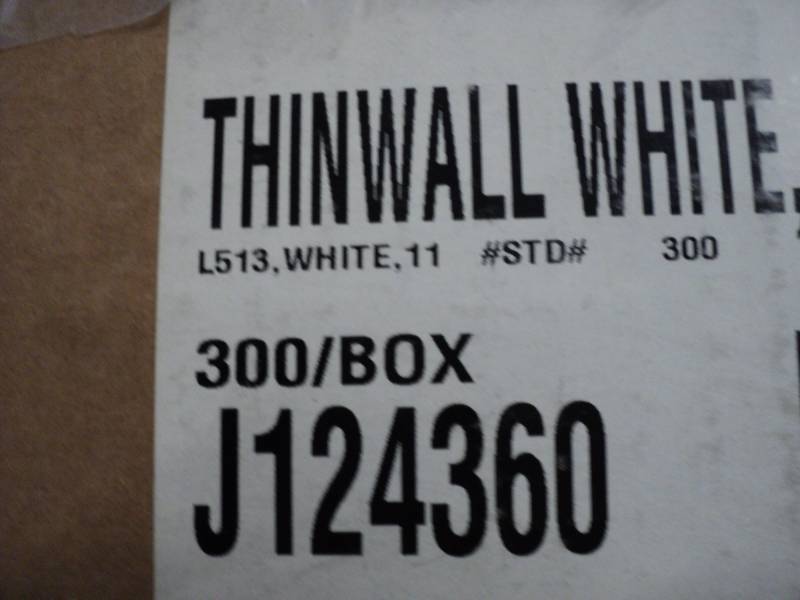 THINWALL WHITE.
L513,WHITE,11 #STD# 300
300/BOX
J124360